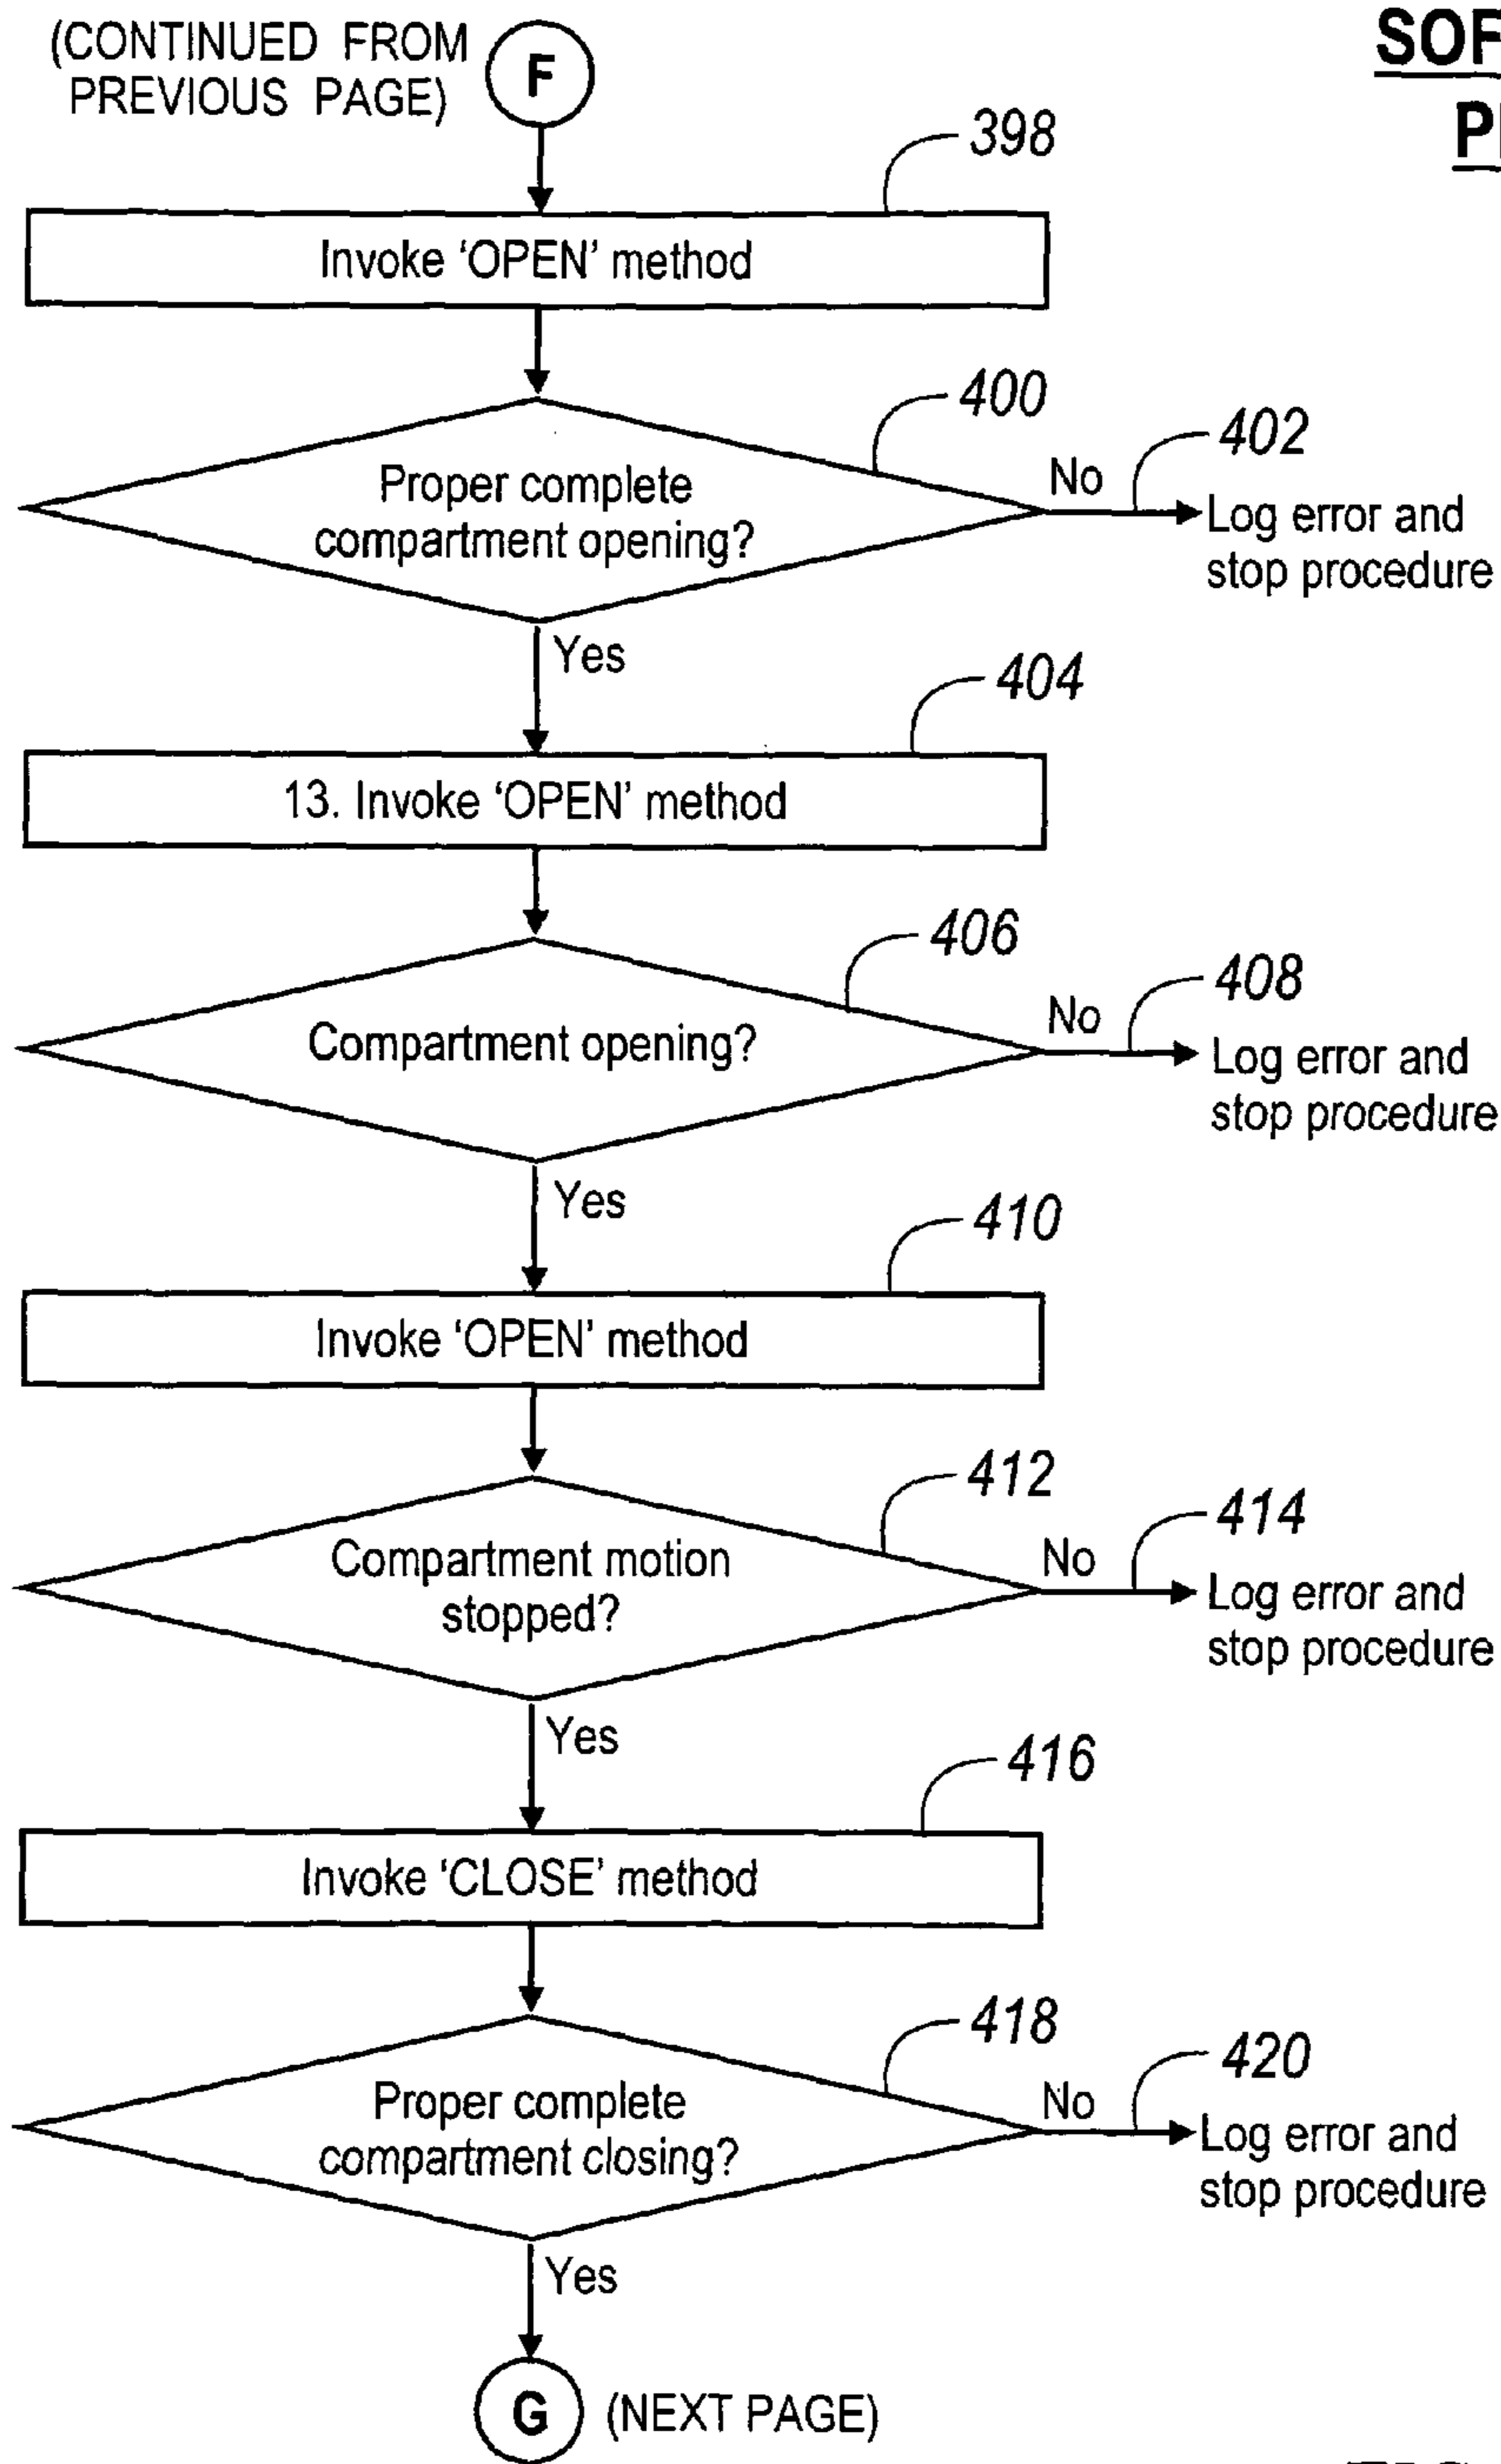 (CONTINUED FROM
PREVIOUS PAGE)
F
398
Invoke ‘OPEN’ method
400
Proper complete
compartment opening?
No
402
Log error and
stop procedure
Yes
404
13. Invoke ‘OPEN’ method
406
Compartment opening?
No
408
Log error and
stop procedure
Yes
410
Invoke ‘OPEN’ method
412
Compartment motion
stopped?
No
414
Log error and
stop procedure
Yes
416
Invoke ‘CLOSE’ method
418
Proper complete
compartment closing?
No
420
Log error and
stop procedure
Yes
G
(NEXT PAGE)